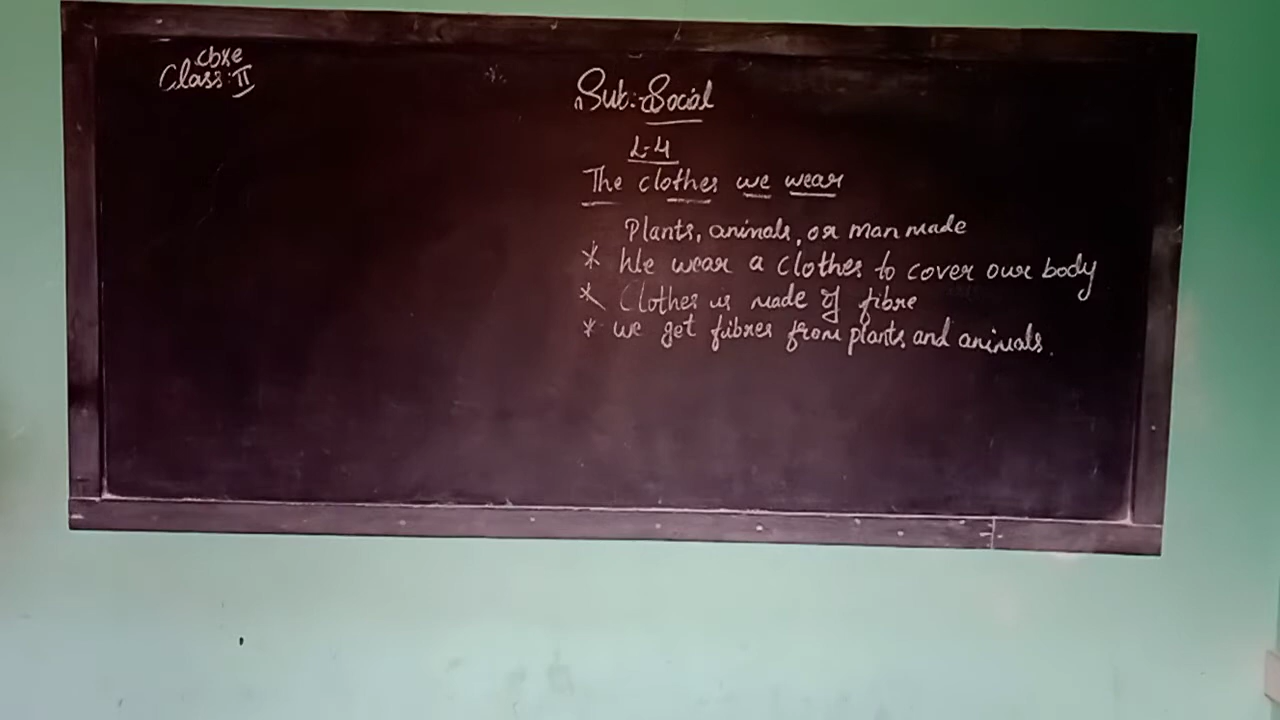 cbse
Class: II
Sub:- Social
L-4
The clothes we wear
Plants, animals, or man made
* We wear a clothes to cover our body
* Clothes is made of fibre
* we get fibres from plants and animals.